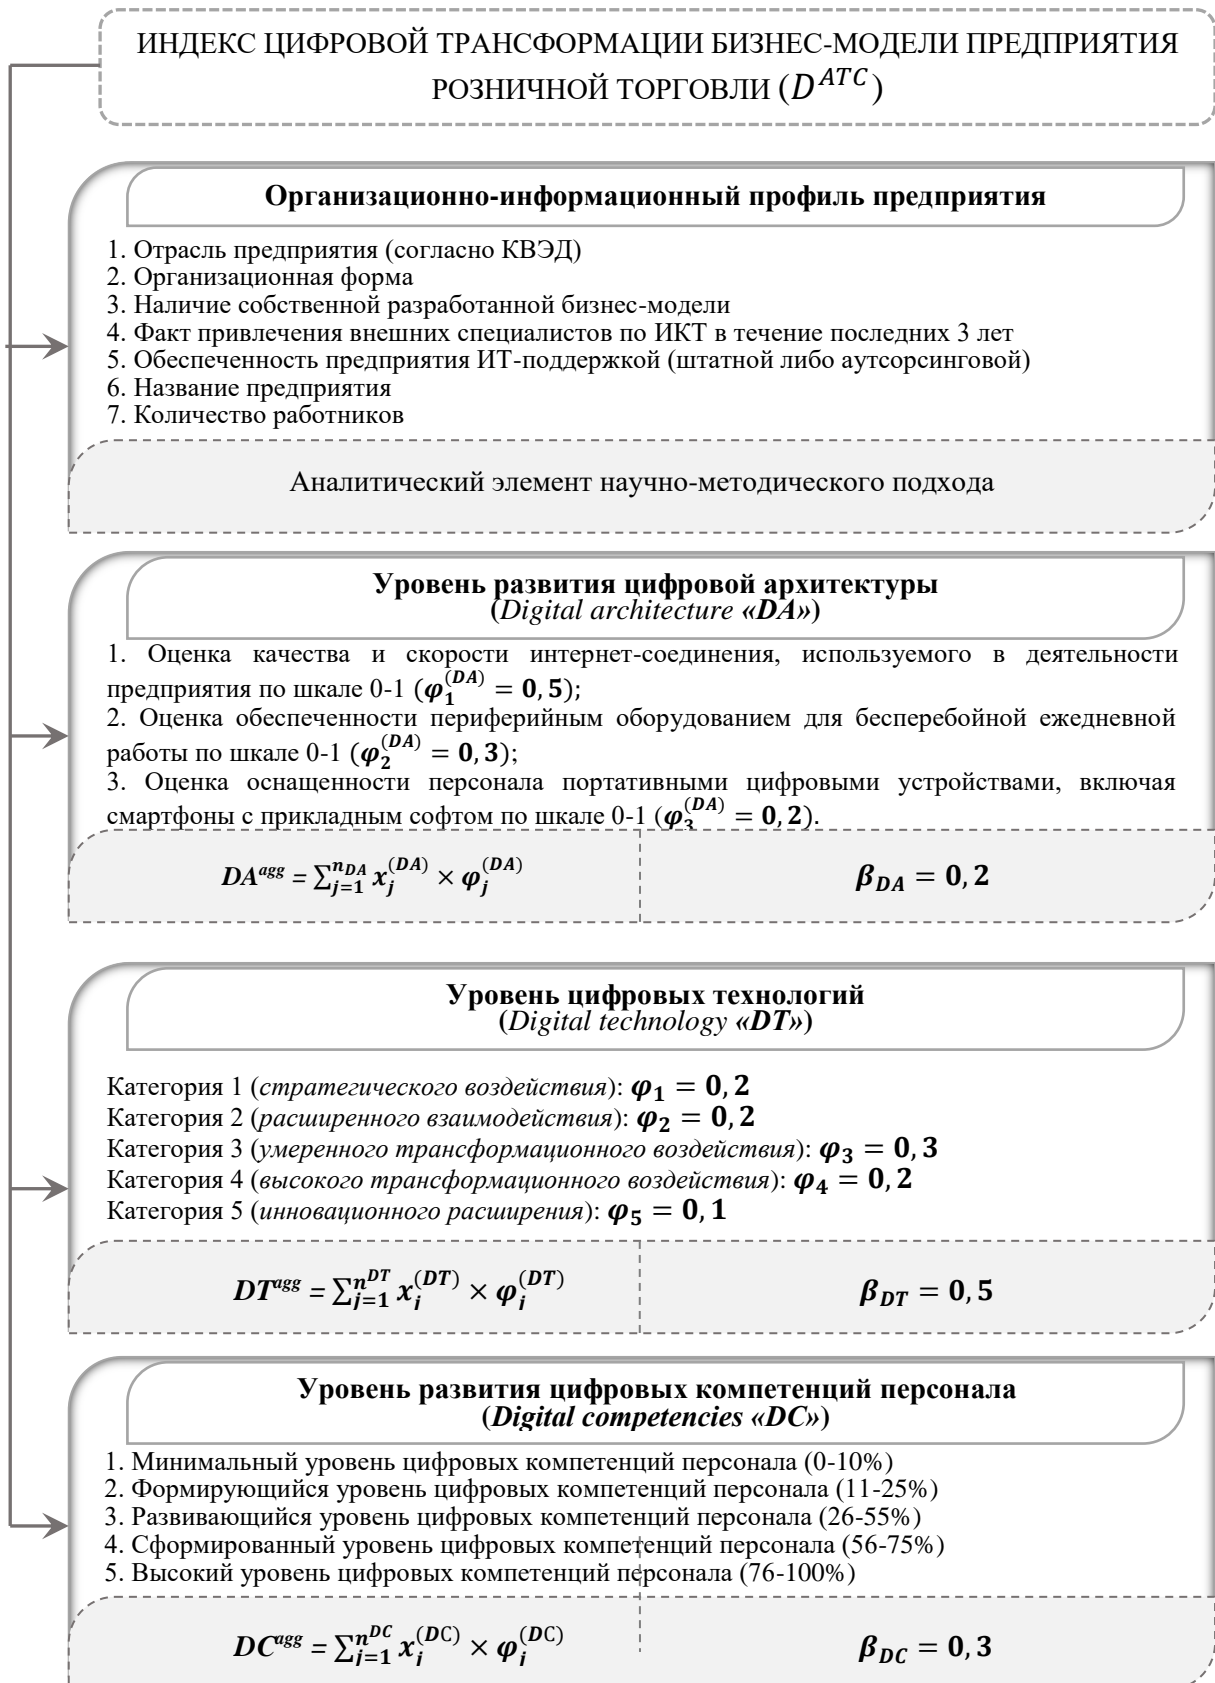 ИНДЕКС ЦИФРОВОЙ ТРАНСФОРМАЦИИ БИЗНЕС-МОДЕЛИ ПРЕДПРИЯТИЯ
РОЗНИЧНОЙ ТОРГОВЛИ (D^{ATC})
Организационно-информационный профиль предприятия
1. Отрасль предприятия (согласно КВЭД)
2. Организационная форма
3. Наличие собственной разработанной бизнес-модели
4. Факт привлечения внешних специалистов по ИКТ в течение последних 3 лет
5. Обеспеченность предприятия ИТ-поддержкой (штатной либо аутсорсинговой)
6. Название предприятия
7. Количество работников
Аналитический элемент научно-методического подхода
Уровень развития цифровой архитектуры
(Digital architecture «DA»)
1. Оценка качества и скорости интернет-соединения, используемого в деятельности
предприятия по шкале 0-1 (φ_1^{(DA)} = 0,5);
2. Оценка обеспеченности периферийным оборудованием для бесперебойной ежедневной
работы по шкале 0-1 (φ_2^{(DA)} = 0,3);
3. Оценка оснащенности персонала портативными цифровыми устройствами, включая
смартфоны с прикладным софтом по шкале 0-1 (φ_3^{(DA)} = 0,2).
DA^{agg} = ∑_{j=1}^{n_{DA}} x_j^{(DA)} × φ_j^{(DA)}
β_{DA} = 0,2
Уровень цифровых технологий
(Digital technology «DT»)
Категория 1 (стратегического воздействия): φ_1 = 0,2
Категория 2 (расширенного взаимодействия): φ_2 = 0,2
Категория 3 (умеренного трансформационного воздействия): φ_3 = 0,3
Категория 4 (высокого трансформационного воздействия): φ_4 = 0,2
Категория 5 (инновационного расширения): φ_5 = 0,1
DT^{agg} = ∑_{j=1}^{n^{DT}} x_j^{(DT)} × φ_j^{(DT)}
β_{DT} = 0,5
Уровень развития цифровых компетенций персонала
(Digital competencies «DC»)
1. Минимальный уровень цифровых компетенций персонала (0-10%)
2. Формирующийся уровень цифровых компетенций персонала (11-25%)
3. Развивающийся уровень цифровых компетенций персонала (26-55%)
4. Сформированный уровень цифровых компетенций персонала (56-75%)
5. Высокий уровень цифровых компетенций персонала (76-100%)
DC^{agg} = ∑_{j=1}^{n^{DC}} x_j^{(DC)} × φ_j^{(DC)}
β_{DC} = 0,3